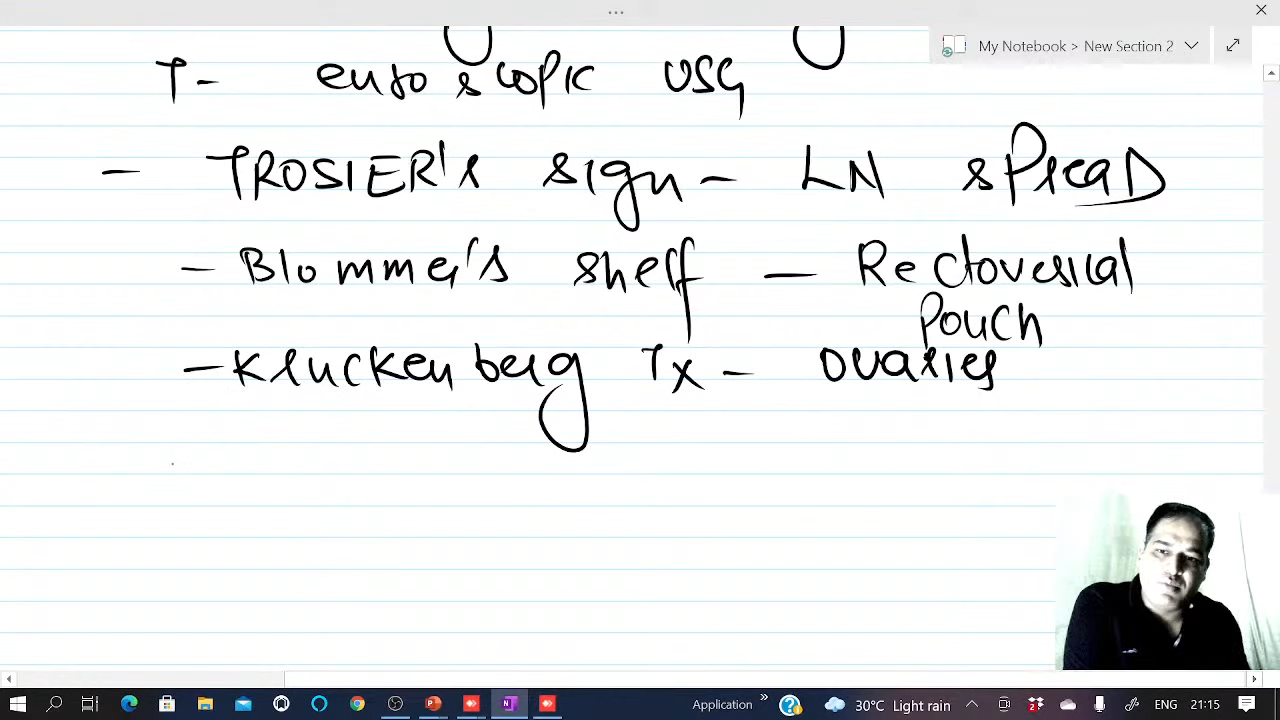 ...
My Notebook > New Section 2
T- endoscopic USG
- TROSIER's sign - LN spreaD
- Blommer's shelf - Rectovesical
Pouch
- Kruckenberg Tx - ovaries
Application
»
30°C Light rain
ENG
21:15